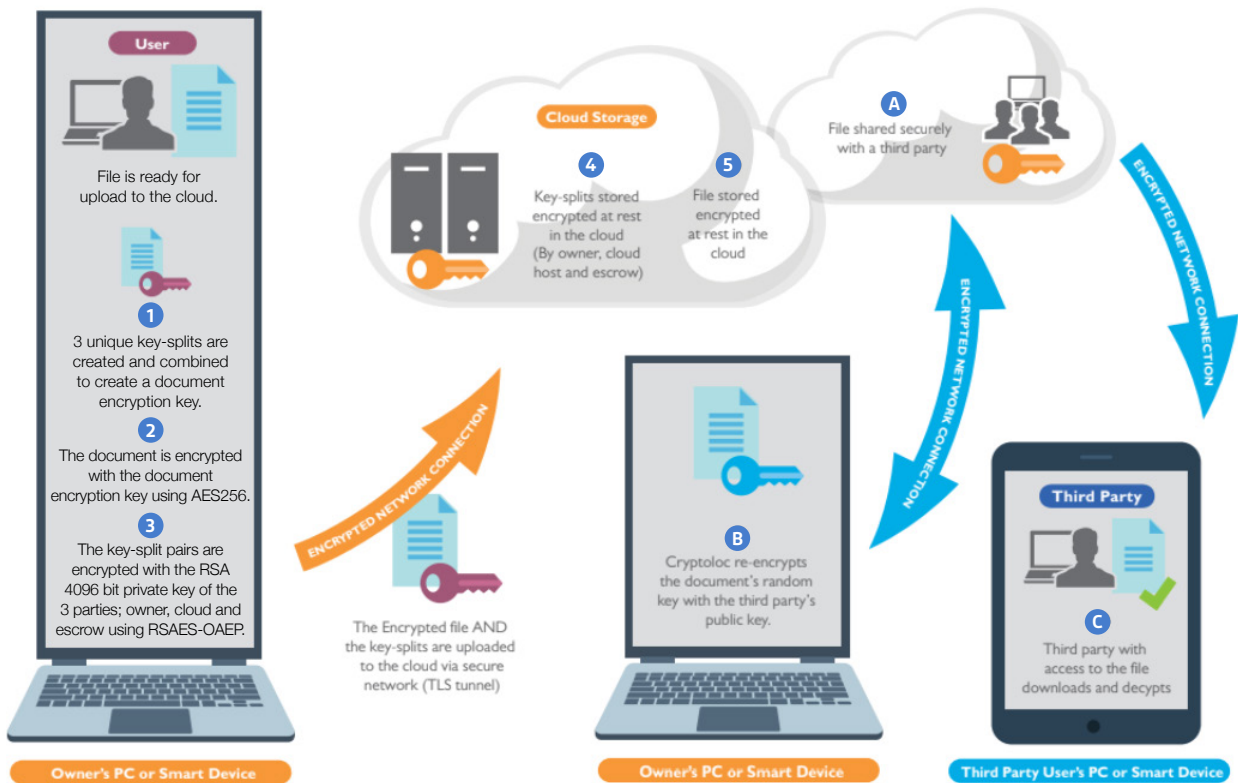 User
File is ready for
upload to the cloud.
1
3 unique key-splits are
created and combined
to create a document
encryption key.
2
The document is encrypted
with the document
encryption key using AES256.
3
The key-split pairs are
encrypted with the RSA
4096 bit private key of the
3 parties; owner, cloud and
escrow using RSAES-OAEP.
Owner's PC or Smart Device
ENCRYPTED NETWORK CONNECTION
The Encrypted file AND
the key-splits are uploaded
to the cloud via secure
network (TLS tunnel)
Cloud Storage
4
Key-splits stored
encrypted at rest
in the cloud
(By owner, cloud
host and escrow)
5
File stored
encrypted
at rest in the
cloud
A
File shared securely
with a third party
ENCRYPTED NETWORK CONNECTION
B
Cryptoloc re-encrypts
the document's random
key with the third party's
public key.
Owner's PC or Smart Device
ENCRYPTED NETWORK CONNECTION
Third Party
C
Third party with
access to the file
downloads and decypts
Third Party User's PC or Smart Device